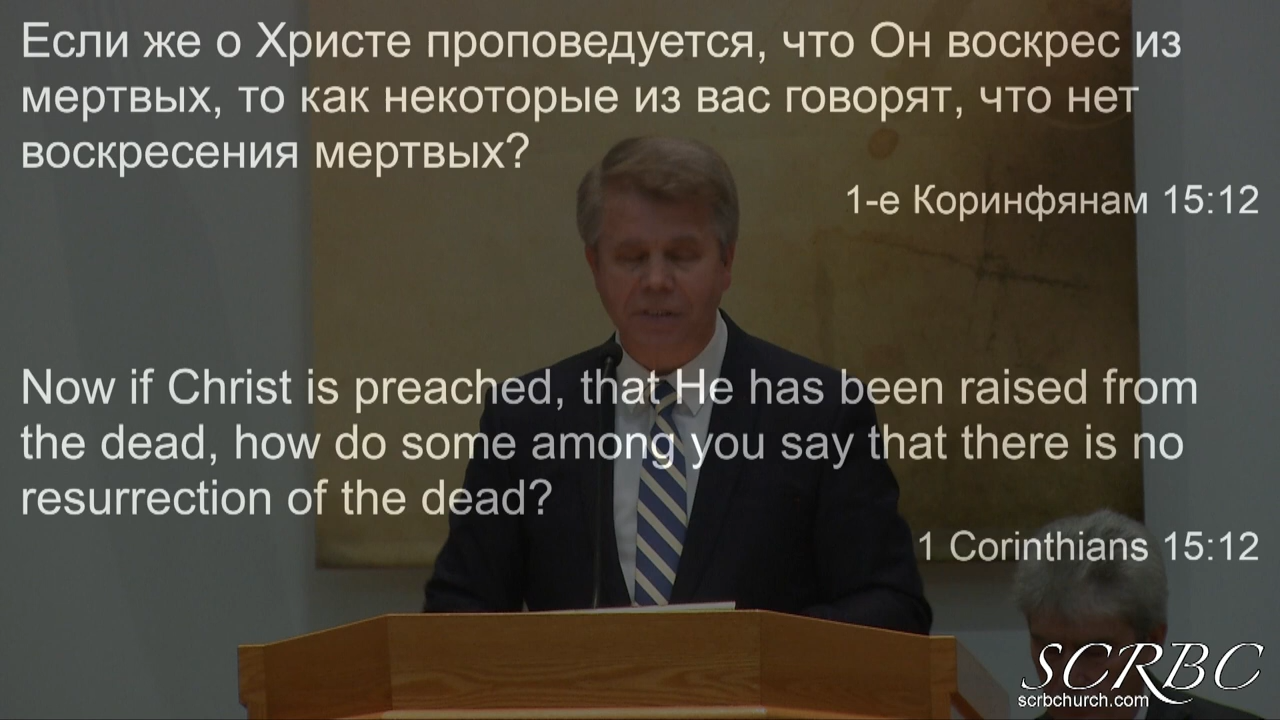 Если же о Христе проповедуется, что Он воскрес из
мертвых, то как некоторые из вас говорят, что нет
воскресения мертвых?
1-е Коринфянам 15:12
Now if Christ is preached, that He has been raised from
the dead, how do some among you say that there is no
resurrection of the dead?
1 Corinthians 15:12
SCRBC
scrbchurch.com